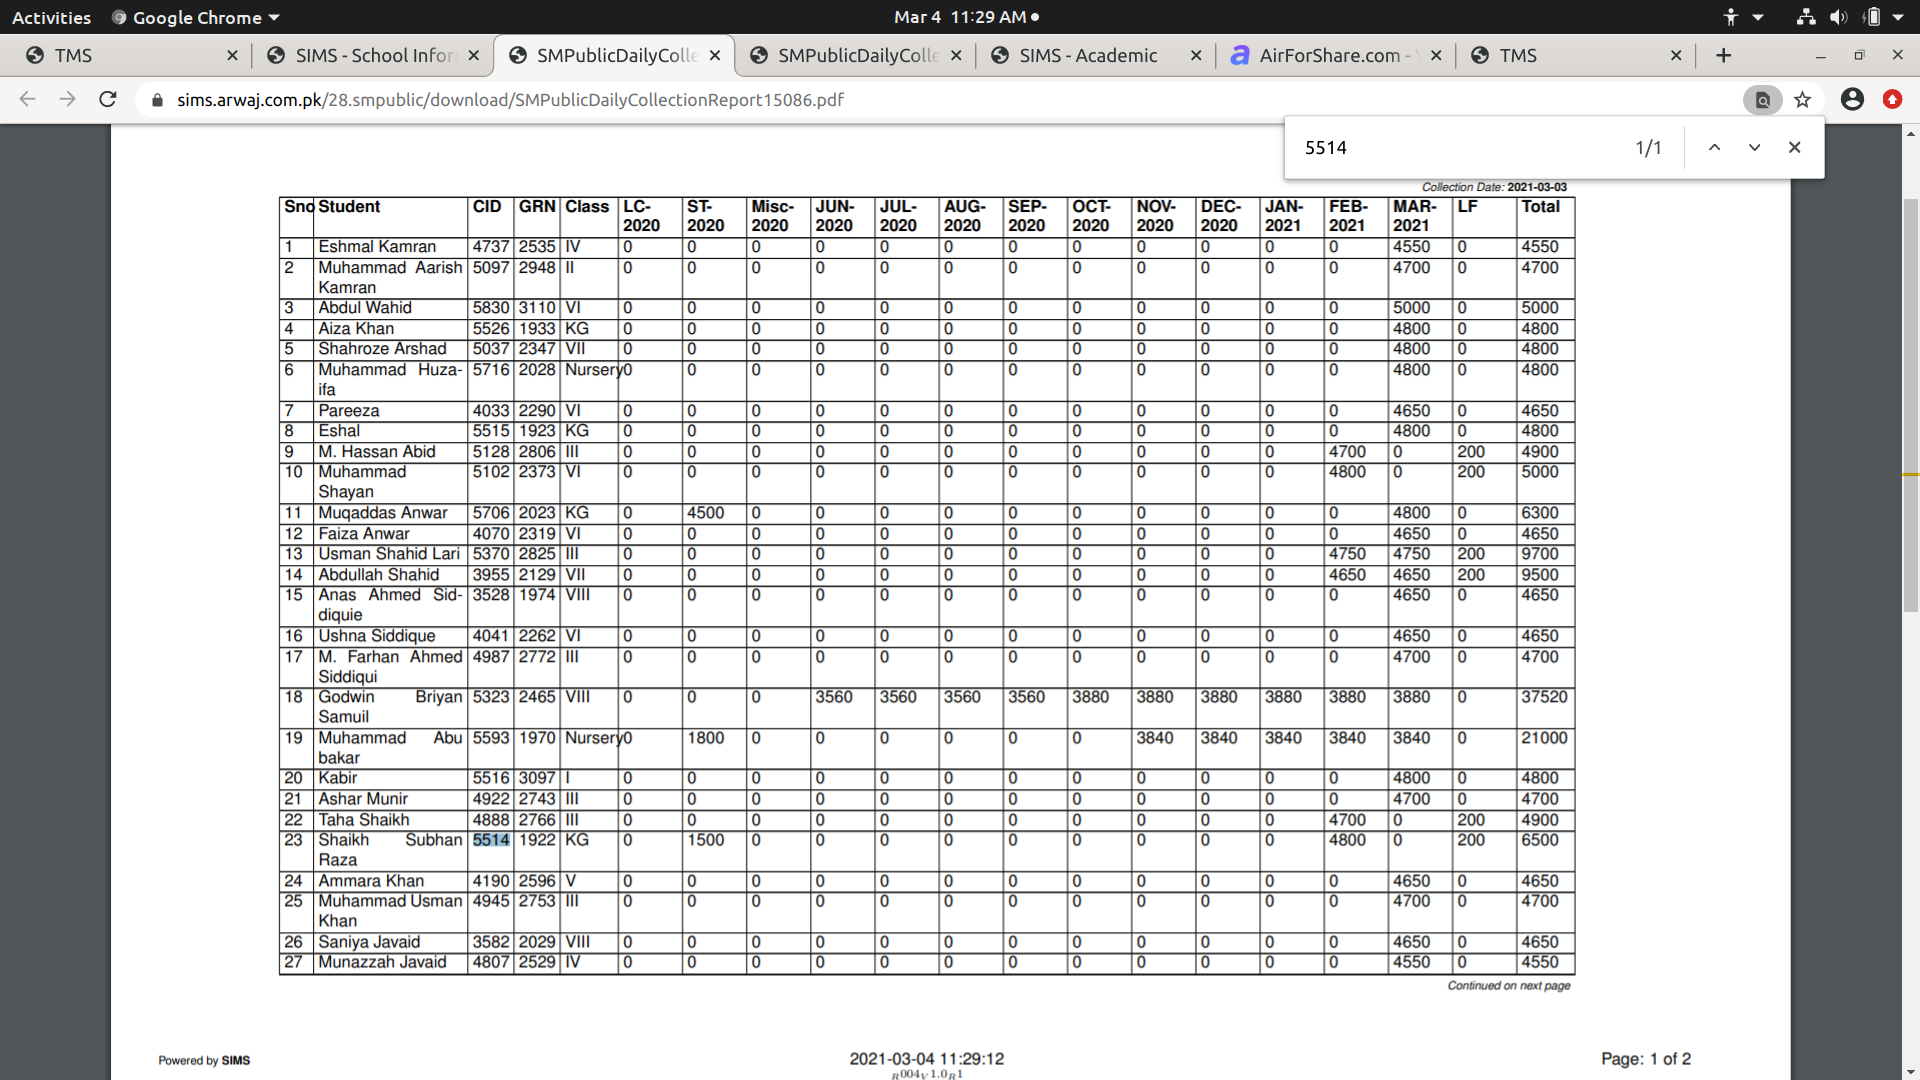 Activities Google Chrome Mar 4 11:29 AM
TMS SIMS - School Infor SMPublicDailyColle SMPublicDailyColle SIMS - Academic AirForShare.com - TMS
sims.arwaj.com.pk/28.smpublic/download/SMPublicDailyCollectionReport15086.pdf
5514 1/1
Collection Date: 2021-03-03
Sno Student CID GRN Class LC-2020 ST-2020 Misc-2020 JUN-2020 JUL-2020 AUG-2020 SEP-2020 OCT-2020 NOV-2020 DEC-2020 JAN-2021 FEB-2021 MAR-2021 LF Total
1 Eshmal Kamran 4737 2535 IV 0 0 0 0 0 0 0 0 0 0 0 0 4550 0 4550
2 Muhammad Aarish Kamran 5097 2948 II 0 0 0 0 0 0 0 0 0 0 0 0 4700 0 4700
3 Abdul Wahid 5830 3110 VI 0 0 0 0 0 0 0 0 0 0 0 0 5000 0 5000
4 Aiza Khan 5526 1933 KG 0 0 0 0 0 0 0 0 0 0 0 0 4800 0 4800
5 Shahroze Arshad 5037 2347 VII 0 0 0 0 0 0 0 0 0 0 0 0 4800 0 4800
6 Muhammad Huza-ifa 5716 2028 Nursery 0 0 0 0 0 0 0 0 0 0 0 0 4800 0 4800
7 Pareeza 4033 2290 VI 0 0 0 0 0 0 0 0 0 0 0 0 4650 0 4650
8 Eshal 5515 1923 KG 0 0 0 0 0 0 0 0 0 0 0 0 4800 0 4800
9 M. Hassan Abid 5128 2806 III 0 0 0 0 0 0 0 0 0 0 0 4700 0 200 4900
10 Muhammad Shayan 5102 2373 VI 0 0 0 0 0 0 0 0 0 0 0 4800 0 200 5000
11 Muqaddas Anwar 5706 2023 KG 0 4500 0 0 0 0 0 0 0 0 0 0 4800 0 6300
12 Faiza Anwar 4070 2319 VI 0 0 0 0 0 0 0 0 0 0 0 0 4650 0 4650
13 Usman Shahid Lari 5370 2825 III 0 0 0 0 0 0 0 0 0 0 0 4750 4750 200 9700
14 Abdullah Shahid 3955 2129 VII 0 0 0 0 0 0 0 0 0 0 0 4650 4650 200 9500
15 Anas Ahmed Sid-diquie 3528 1974 VIII 0 0 0 0 0 0 0 0 0 0 0 0 4650 0 4650
16 Ushna Siddique 4041 2262 VI 0 0 0 0 0 0 0 0 0 0 0 0 4650 0 4650
17 M. Farhan Ahmed Siddiqui 4987 2772 III 0 0 0 0 0 0 0 0 0 0 0 0 4700 0 4700
18 Godwin Briyan Samuil 5323 2465 VIII 0 0 0 3560 3560 3560 3560 3880 3880 3880 3880 3880 3880 0 37520
19 Muhammad Abu bakar 5593 1970 Nursery 0 1800 0 0 0 0 0 0 3840 3840 3840 3840 3840 0 21000
20 Kabir 5516 3097 I 0 0 0 0 0 0 0 0 0 0 0 0 4800 0 4800
21 Ashar Munir 4922 2743 III 0 0 0 0 0 0 0 0 0 0 0 0 4700 0 4700
22 Taha Shaikh 4888 2766 III 0 0 0 0 0 0 0 0 0 0 0 4700 0 200 4900
23 Shaikh Subhan Raza 5514 1922 KG 0 1500 0 0 0 0 0 0 0 0 0 4800 0 200 6500
24 Ammara Khan 4190 2596 V 0 0 0 0 0 0 0 0 0 0 0 0 4650 0 4650
25 Muhammad Usman Khan 4945 2753 III 0 0 0 0 0 0 0 0 0 0 0 0 4700 0 4700
26 Saniya Javaid 3582 2029 VIII 0 0 0 0 0 0 0 0 0 0 0 0 4650 0 4650
27 Munazzah Javaid 4807 2529 IV 0 0 0 0 0 0 0 0 0 0 0 0 4550 0 4550
Continued on next page
Powered by SIMS 2021-03-04 11:29:12 Page: 1 of 2
R004V1.0R1